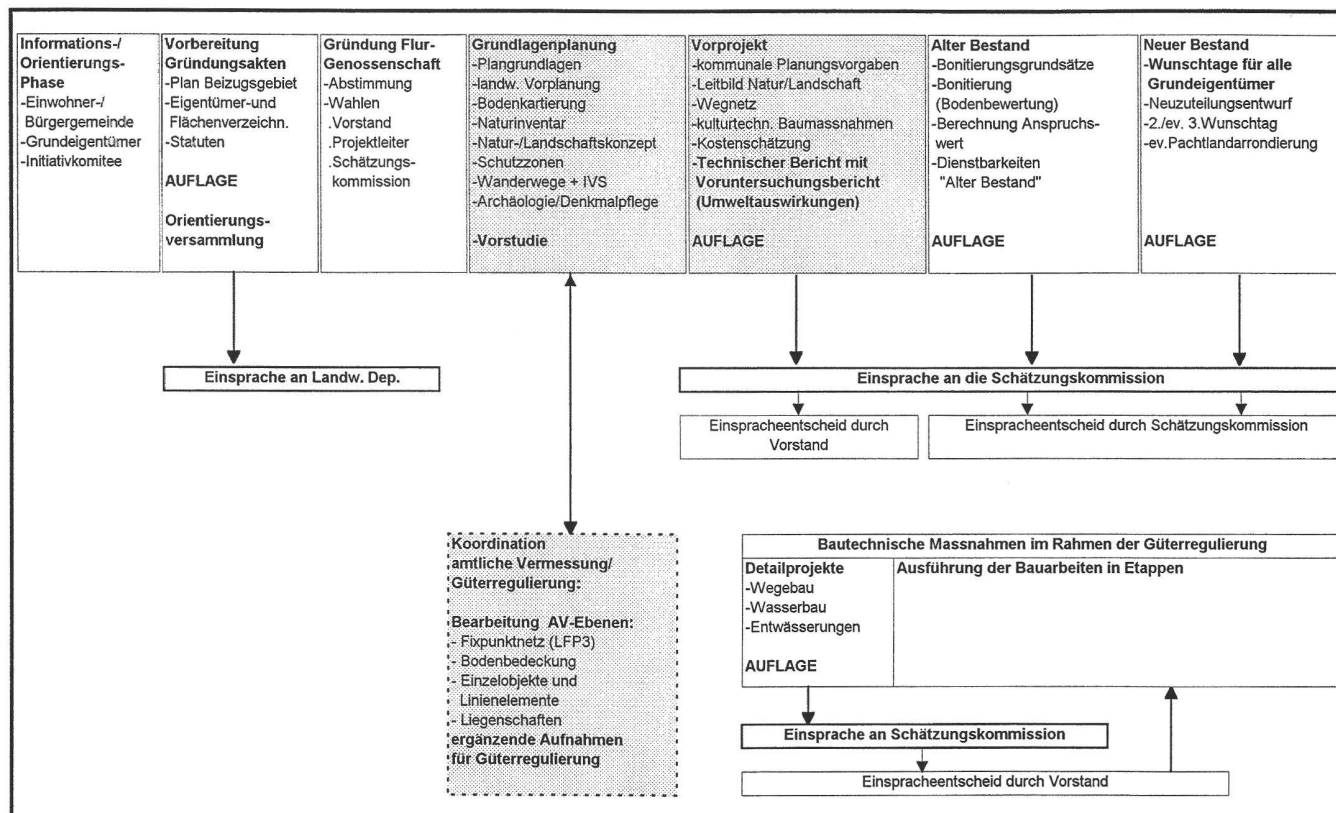 Informations-/
Orientierungs-
Phase
-Einwohner-/
Bürgergemeinde
-Grundeigentümer
-Initiativkomitee
Vorbereitung
Gründungsakten
-Plan Beizugsgebiet
-Eigentümer-und
Flächenverzeichn.
-Statuten
AUFLAGE
Orientierungs-
versammlung
Gründung Flur-
Genossenschaft
-Abstimmung
-Wahlen
.Vorstand
.Projektleiter
.Schätzungs-
kommission
Grundlagenplanung
-Plangrundlagen
-landw. Vorplanung
-Bodenkartierung
-Naturinventar
-Natur-/Landschaftskonzept
-Schutzzonen
-Wanderwege + IVS
-Archäologie/Denkmalpflege
-Vorstudie
Vorprojekt
-kommunale Planungsvorgaben
-Leitbild Natur/Landschaft
-Wegnetz
-kulturtechn. Baumassnahmen
-Kostenschätzung
-Technischer Bericht mit
Voruntersuchungsbericht
(Umweltauswirkungen)
AUFLAGE
Alter Bestand
-Bonitierungsgrundsätze
-Bonitierung
(Bodenbewertung)
-Berechnung Anspruchs-
wert
-Dienstbarkeiten
"Alter Bestand"
AUFLAGE
Neuer Bestand
-Wunschtage für alle
Grundeigentümer
-Neuzuteilungsentwurf
-2./ev. 3.Wunschtag
-ev.Pachtlandarrondierung
AUFLAGE
Einsprache an Landw. Dep.
Einsprache an die Schätzungskommission
Einspracheentscheid durch
Vorstand
Einspracheentscheid durch Schätzungskommission
Koordination
amtliche Vermessung/
Güterregulierung:
Bearbeitung AV-Ebenen:
- Fixpunktnetz (LFP3)
- Bodenbedeckung
- Einzelobjekte und
Linienelemente
- Liegenschaften
ergänzende Aufnahmen
für Güterregulierung
Bautechnische Massnahmen im Rahmen der Güterregulierung
Detailprojekte
-Wegebau
-Wasserbau
-Entwässerungen
AUFLAGE
Ausführung der Bauarbeiten in Etappen
Einsprache an Schätzungskommission
Einspracheentscheid durch Vorstand